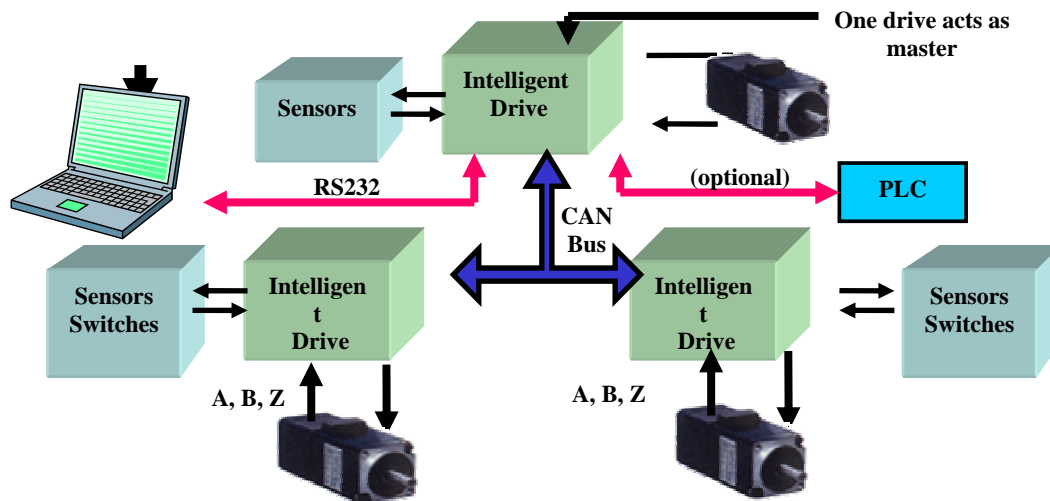 One drive acts as
master
Intelligent
Drive
Sensors
RS232
(optional)
PLC
CAN
Bus
Sensors
Switches
Intelligen
t
Drive
Intelligen
t
Drive
Sensors
Switches
A, B, Z
A, B, Z